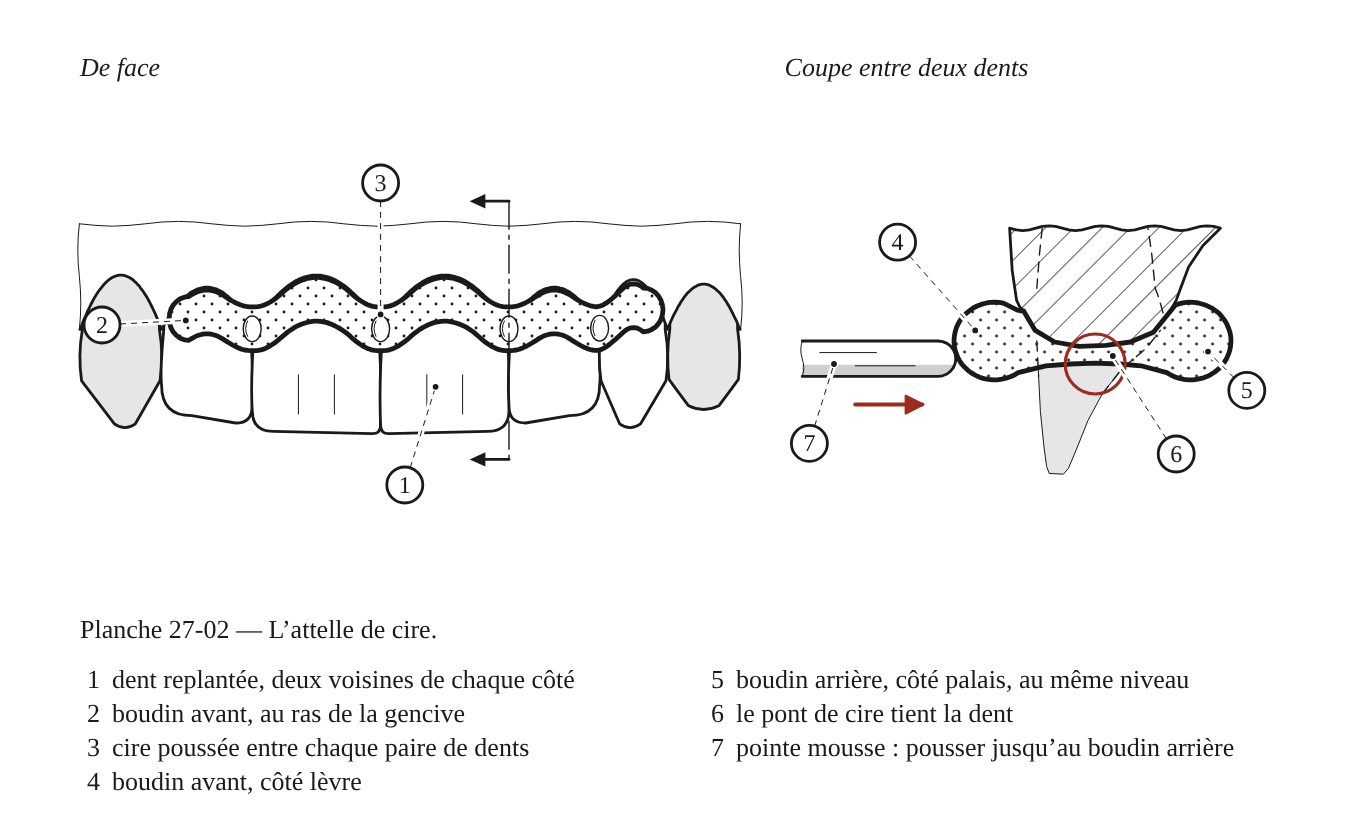 De face
Coupe entre deux dents
3
4
2
5
7
6
1
Planche 27-02 — L’attelle de cire.
1 dent replantée, deux voisines de chaque côté
2 boudin avant, au ras de la gencive
3 cire poussée entre chaque paire de dents
4 boudin avant, côté lèvre
5 boudin arrière, côté palais, au même niveau
6 le pont de cire tient la dent
7 pointe mousse : pousser jusqu’au boudin arrière